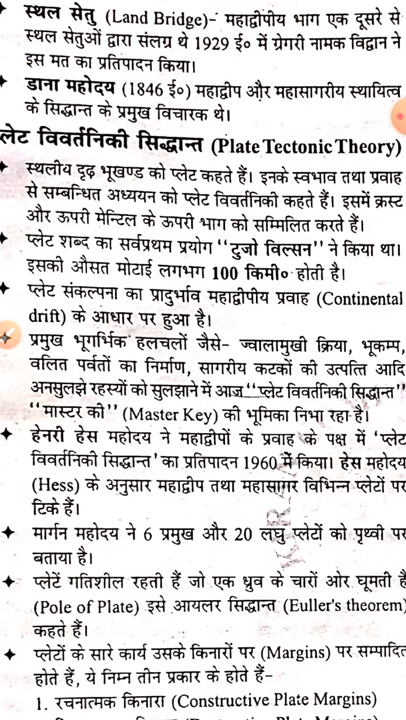 स्थल सेतु (Land Bridge)- महाद्वीपीय भाग एक दूसरे से
स्थल सेतुओं द्वारा संलग्न थे 1929 ई० में ग्रेगरी नामक विद्वान ने
इस मत का प्रतिपादन किया।
डाना महोदय (1846 ई०) महाद्वीप और महासागरीय स्थायित्व
के सिद्धान्त के प्रमुख विचारक थे।
प्लेट विवर्तनिकी सिद्धान्त (Plate Tectonic Theory)
स्थलीय दृढ़ भूखण्ड को प्लेट कहते हैं। इनके स्वभाव तथा प्रवाह
से सम्बन्धित अध्ययन को प्लेट विवर्तनिकी कहते हैं। इसमें क्रस्ट
और ऊपरी मेन्टिल के ऊपरी भाग को सम्मिलित करते हैं।
प्लेट शब्द का सर्वप्रथम प्रयोग "टुजो विल्सन" ने किया था।
इसकी औसत मोटाई लगभग 100 किमी० होती है।
प्लेट संकल्पना का प्रादुर्भाव महाद्वीपीय प्रवाह (Continental
drift) के आधार पर हुआ है।
प्रमुख भूगर्भिक हलचलों जैसे- ज्वालामुखी क्रिया, भूकम्प,
वलित पर्वतों का निर्माण, सागरीय कटकों की उत्पत्ति आदि
अनसुलझे रहस्यों को सुलझाने में आज "प्लेट विवर्तनिकी सिद्धान्त"
"मास्टर की" (Master Key) की भूमिका निभा रहा है।
हेनरी हेस महोदय ने महाद्वीपों के प्रवाह के पक्ष में 'प्लेट
विवर्तनिकी सिद्धान्त' का प्रतिपादन 1960 में किया। हेस महोदय
(Hess) के अनुसार महाद्वीप तथा महासागर विभिन्न प्लेटों पर
टिके हैं।
मार्गन महोदय ने 6 प्रमुख और 20 लघु प्लेटों को पृथ्वी पर
बताया है।
प्लेटें गतिशील रहती हैं जो एक ध्रुव के चारों ओर घूमती है
(Pole of Plate) इसे आयलर सिद्धान्त (Euller's theorem)
कहते हैं।
प्लेटों के सारे कार्य उसके किनारों पर (Margins) पर सम्पादित
होते हैं, ये निम्न तीन प्रकार के होते हैं-
1. रचनात्मक किनारा (Constructive Plate Margins)